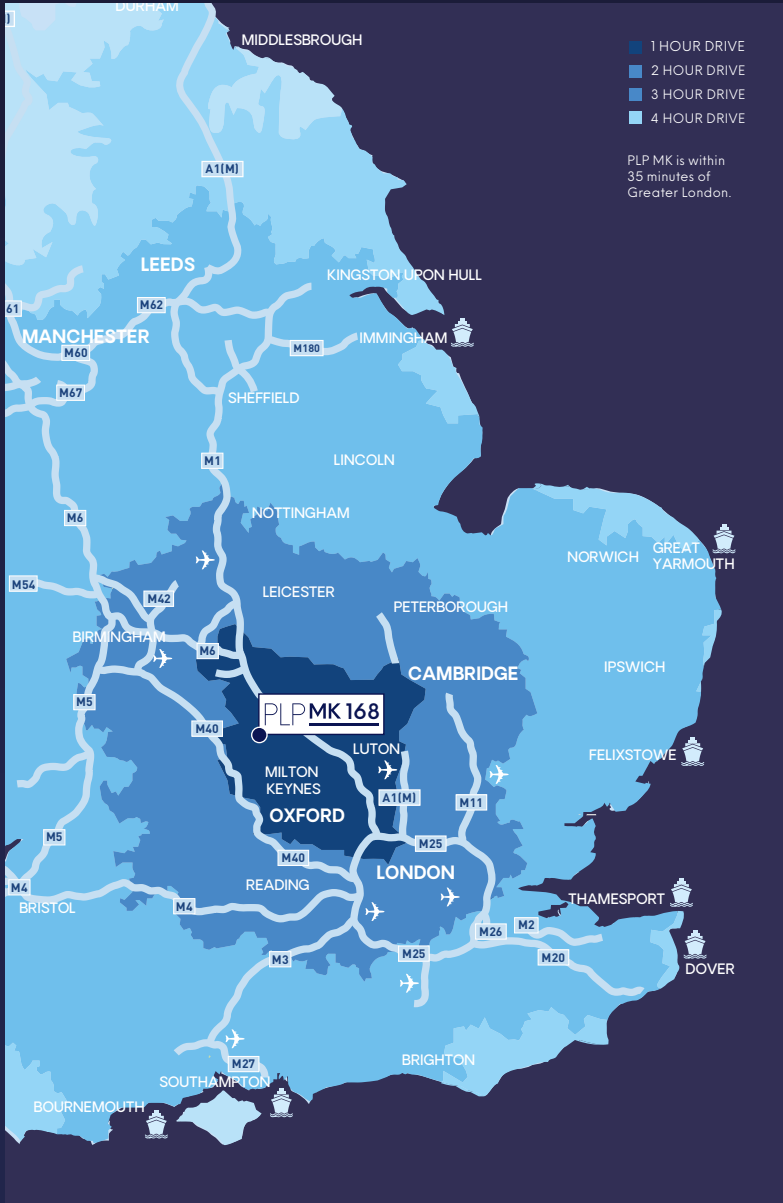 DURHAM
MIDDLESBROUGH
1 HOUR DRIVE
2 HOUR DRIVE
3 HOUR DRIVE
4 HOUR DRIVE
PLP MK is within
35 minutes of
Greater London.
A1(M)
LEEDS
KINGSTON UPON HULL
61
M62
MANCHESTER
IMMINGHAM
M60
M180
M67
SHEFFIELD
M1
LINCOLN
M6
NOTTINGHAM
NORWICH
GREAT
YARMOUTH
M54
M42
LEICESTER
PETERBOROUGH
BIRMINGHAM
M6
CAMBRIDGE
IPSWICH
M5
PLP MK 168
M40
LUTON
FELIXSTOWE
MILTON
KEYNES
A1(M)
M11
OXFORD
M5
M25
M40
LONDON
M4
READING
THAMESPORT
BRISTOL
M4
M26
M2
M3
M25
M20
DOVER
BRIGHTON
M27
SOUTHAMPTON
BOURNEMOUTH